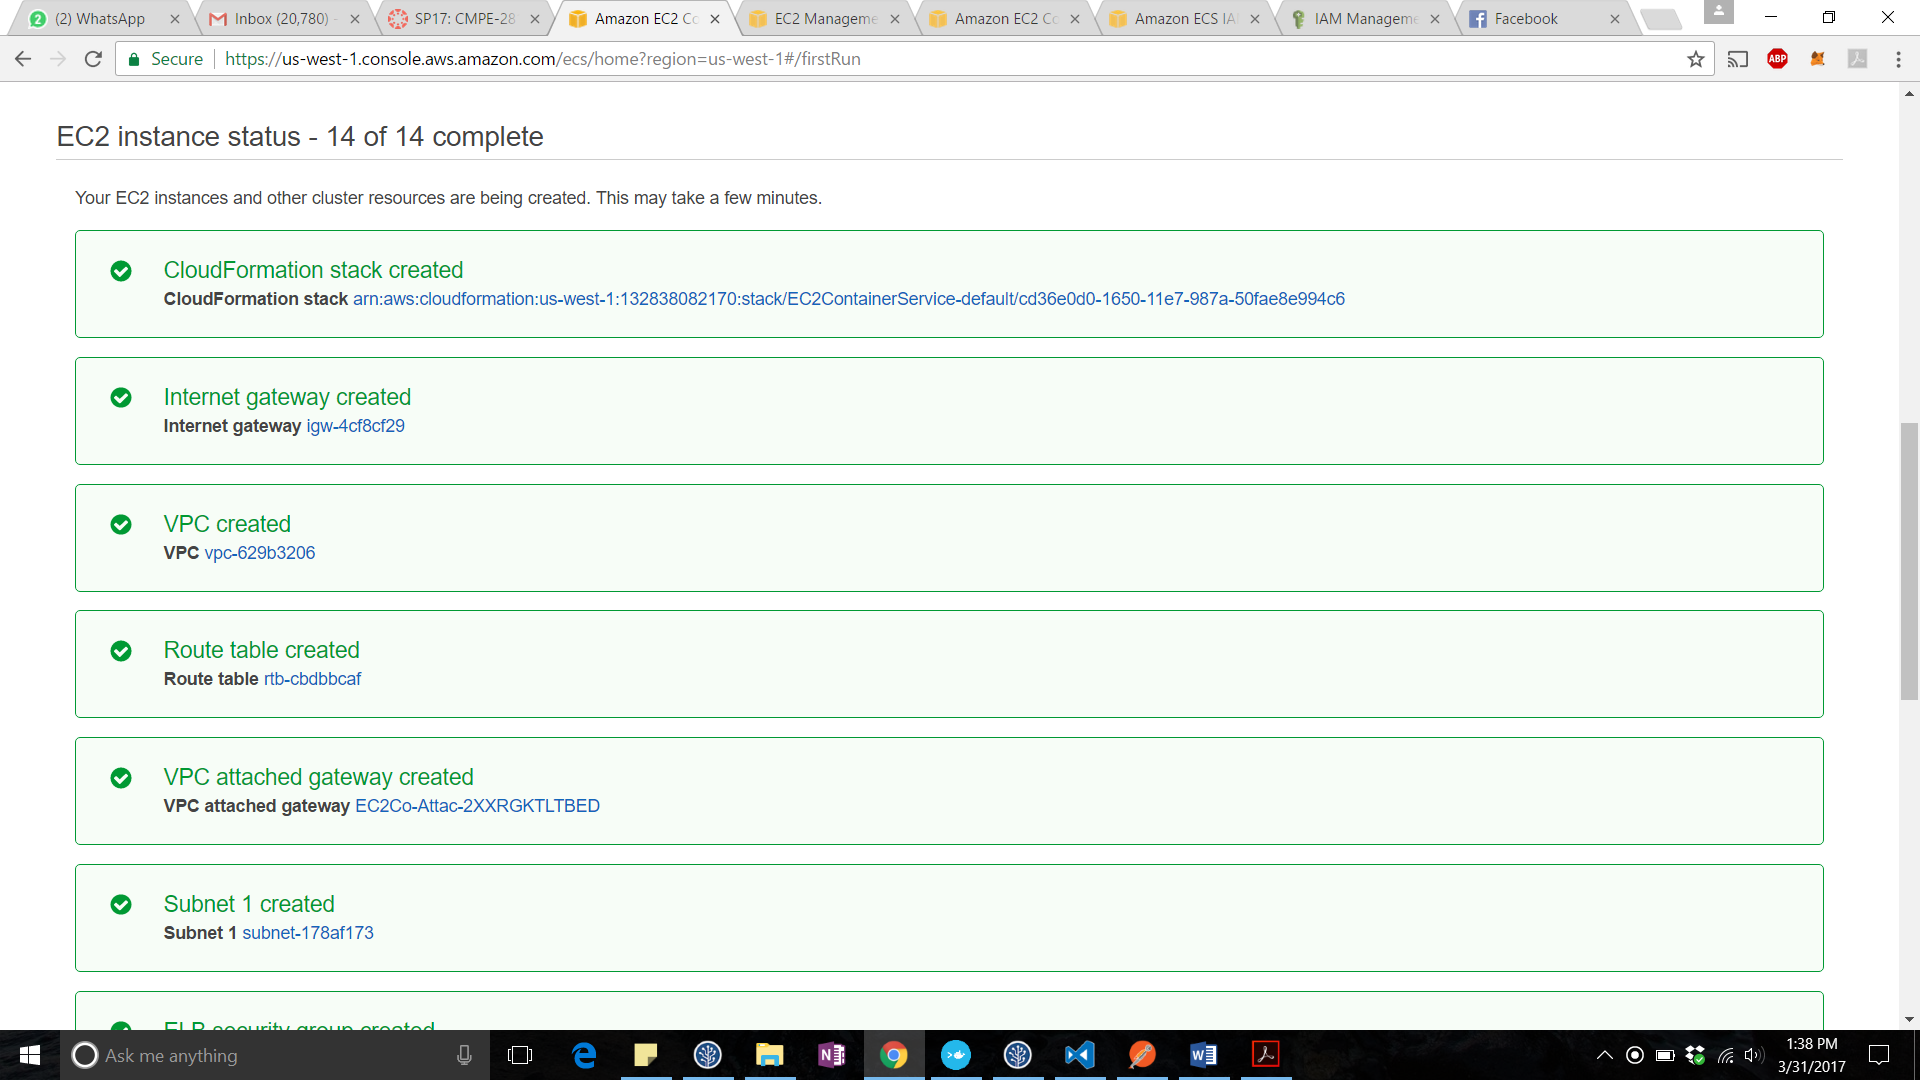 (2) WhatsApp
Inbox (20,780) -
SP17: CMPE-28
Amazon EC2 Co
EC2 Manageme
Amazon EC2 Co
Amazon ECS IA
IAM Manageme
Facebook
Secure
https://us-west-1.console.aws.amazon.com/ecs/home?region=us-west-1#/firstRun
ABP
EC2 instance status - 14 of 14 complete
Your EC2 instances and other cluster resources are being created. This may take a few minutes.
CloudFormation stack created
CloudFormation stack arn:aws:cloudformation:us-west-1:132838082170:stack/EC2ContainerService-default/cd36e0d0-1650-11e7-987a-50fae8e994c6
Internet gateway created
Internet gateway igw-4cf8cf29
VPC created
VPC vpc-629b3206
Route table created
Route table rtb-cbdbbcaf
VPC attached gateway created
VPC attached gateway EC2Co-Attac-2XXRGKTLTBED
Subnet 1 created
Subnet 1 subnet-178af173
ELB security group created
Ask me anything
1:38 PM
3/31/2017